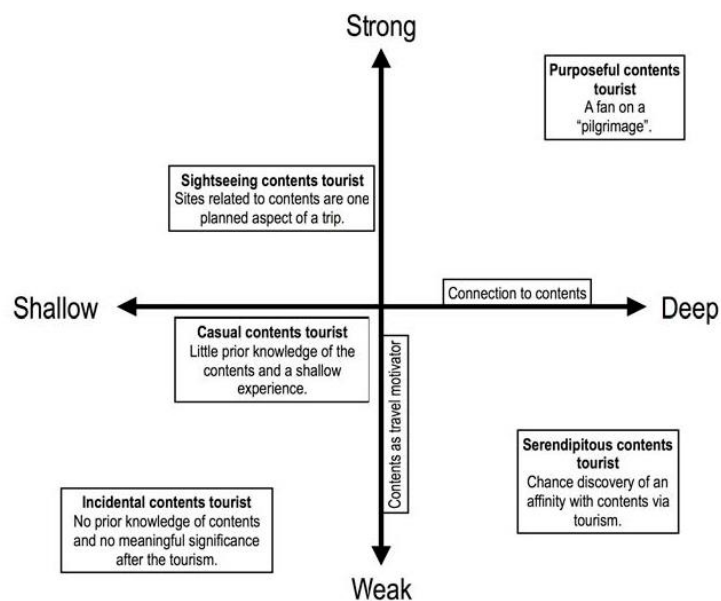 Strong
Purposeful contents
tourist
A fan on a
“pilgrimage”.
Sightseeing contents tourist
Sites related to contents are one
planned aspect of a trip.
Connection to contents
Shallow
Deep
Casual contents tourist
Little prior knowledge of the
contents and a shallow
experience.
Contents as travel motivator
Serendipitous contents
tourist
Chance discovery of an
affinity with contents via
tourism.
Incidental contents tourist
No prior knowledge of contents
and no meaningful significance
after the tourism.
Weak